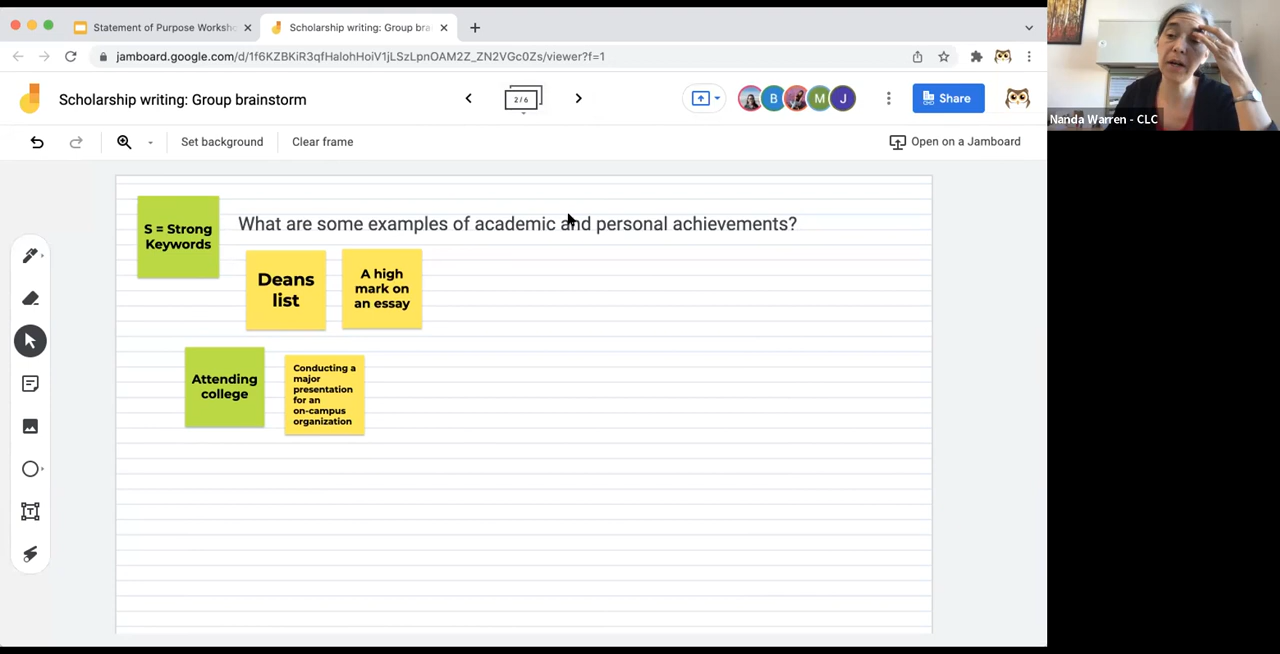 Statement of Purpose Worksho
Scholarship writing: Group bra
jamboard.google.com/d/1f6KZBKiR3qfHalohHoiV1jLSzLpnOAM2Z_ZN2VGc0Zs/viewer?f=1
Scholarship writing: Group brainstorm
2 / 6
B
M
J
Share
Set background
Clear frame
Open on a Jamboard
Nanda Warren - CLC
S = Strong
Keywords
What are some examples of academic and personal achievements?
Deans
list
A high
mark on
an essay
Attending
college
Conducting a
major
presentation
for an
on-campus
organization